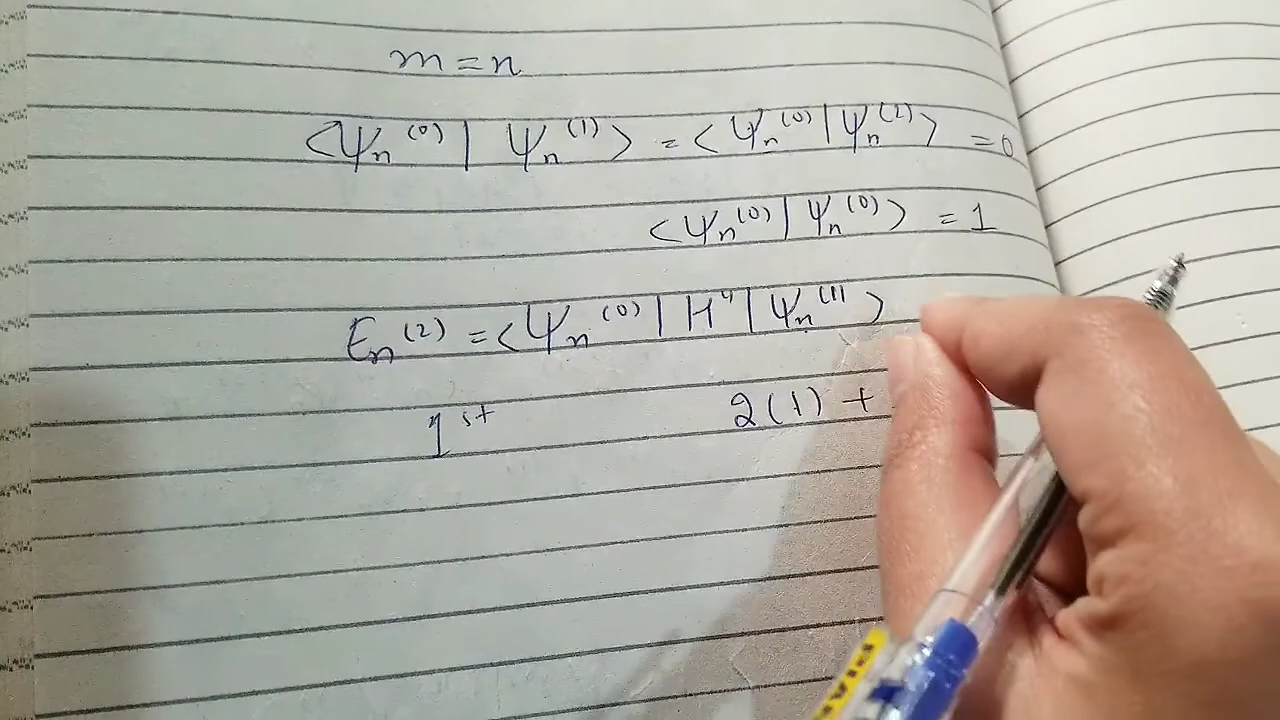 m = n
⟨ψn⁽⁰⁾ | ψn⁽¹⁾⟩ = ⟨ψn⁽⁰⁾ | ψn⁽²⁾⟩ = 0
⟨ψn⁽⁰⁾ | ψn⁽⁰⁾⟩ = 1
En⁽²⁾ = ⟨ψn⁽⁰⁾ | H'' | ψn⁽¹⁾⟩
1st 2(1) +